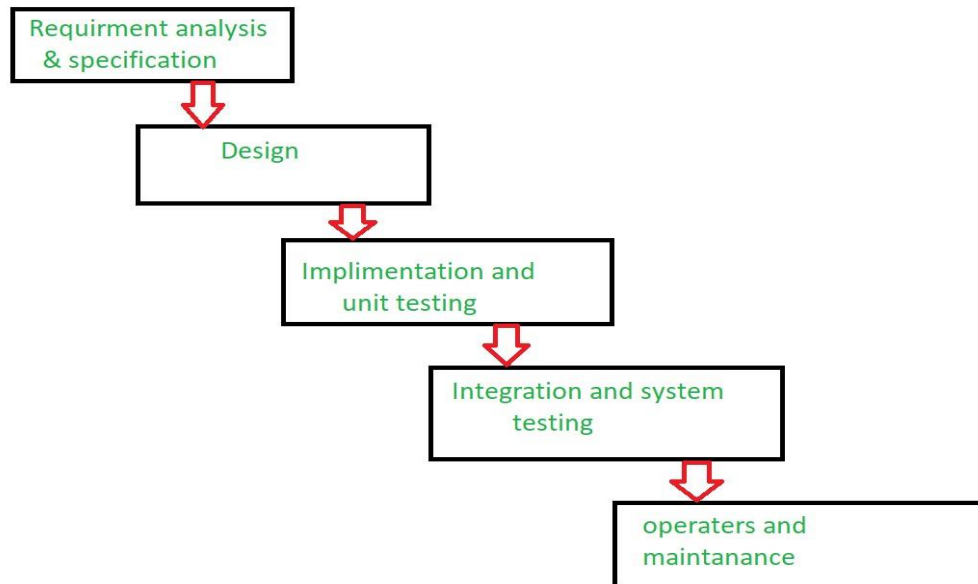 Requirment analysis
& specification
Design
Implimentation and
unit testing
Integration and system
testing
operaters and
maintanance